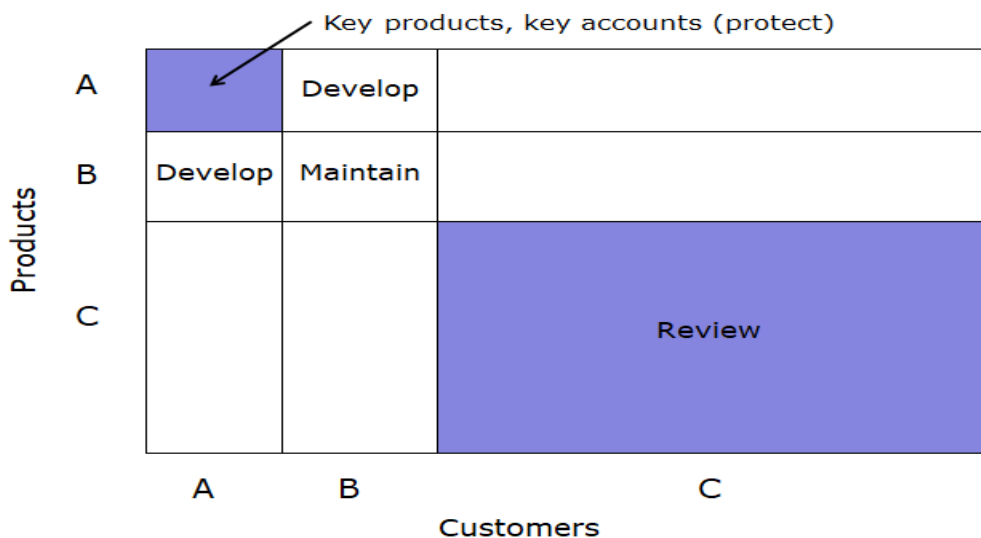 Key products, key accounts (protect)
A
Develop
B
Develop
Maintain
Products
C
Review
A
B
C
Customers